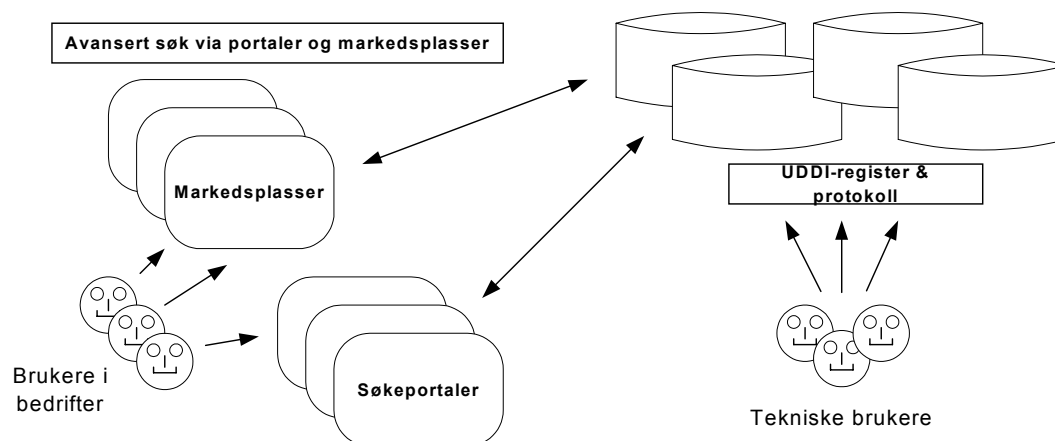 Avansert søk via portaler og markedsplasser
Markedsplasser
UDDI-register &
protokoll
Søkeportaler
Brukere i
bedrifter
Tekniske brukere